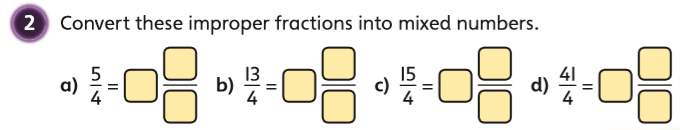 2 Convert these improper fractions into mixed numbers.
a) 5/4 = b) 13/4 = c) 15/4 = d) 41/4 =